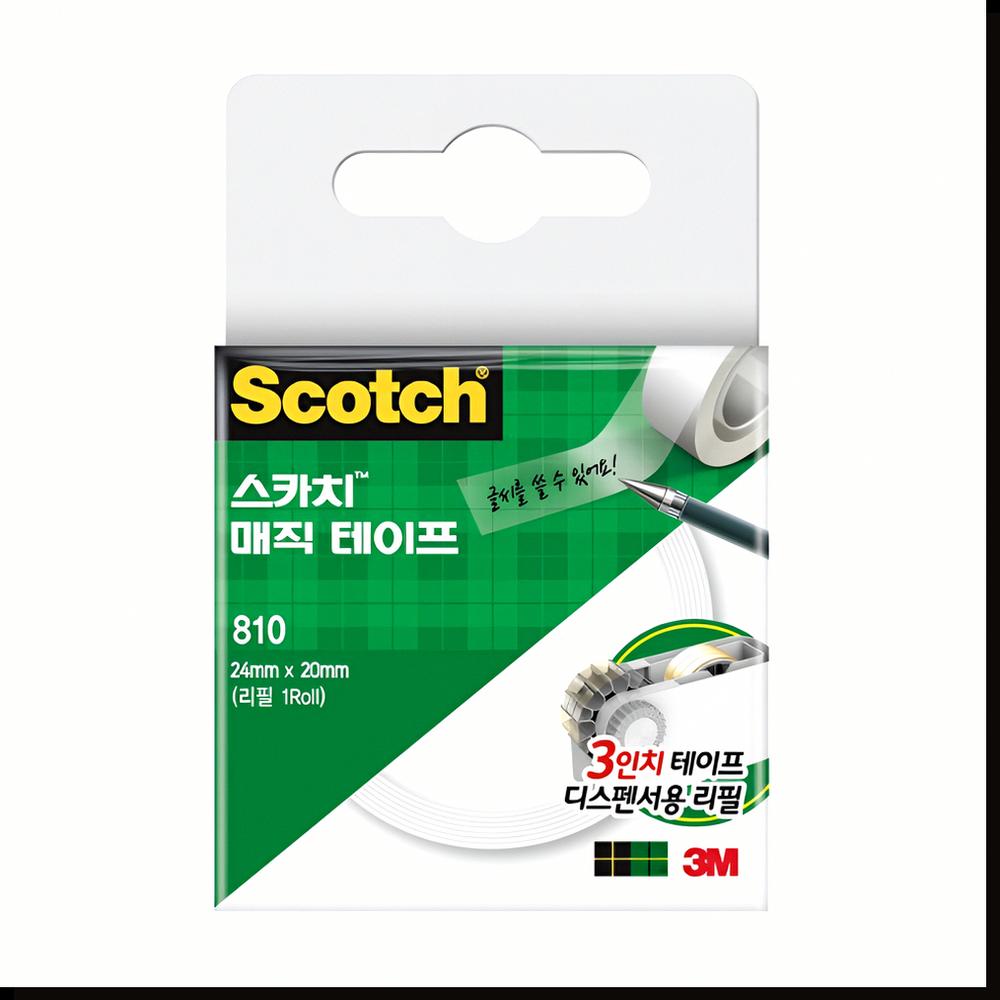 Scotch
스카치™
매직 테이프
글씨를 쓸 수 있어요!
810
24mm x 20mm
(리필 1Roll)
3인치 테이프
디스펜서용 리필
3M